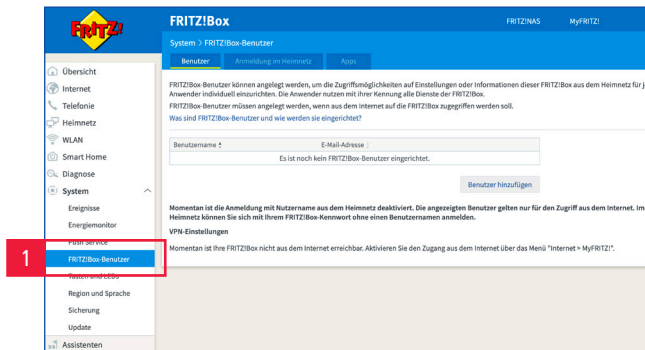 FRITZ!
FRITZ!Box
FRITZ!NAS
MyFRITZ!
System > FRITZ!Box-Benutzer
Benutzer
Anmeldung im Heimnetz
Apps
Übersicht
Internet
Telefonie
Heimnetz
WLAN
Smart Home
Diagnose
System
Ereignisse
Energiemonitor
Push Service
1
FRITZ!Box-Benutzer
Tasten und LEDs
Region und Sprache
Sicherung
Update
Assistenten
FRITZ!Box-Benutzer können angelegt werden, um die Zugriffsmöglichkeiten auf Einstellungen oder Informationen dieser FRITZ!Box aus dem Heimnetz für j
Anwender individuell einzurichten. Die Anwender nutzen mit ihrer Kennung alle Dienste der FRITZ!Box.
FRITZ!Box-Benutzer müssen angelegt werden, wenn aus dem Internet auf die FRITZ!Box zugegriffen werden soll.
Was sind FRITZ!Box-Benutzer und wie werden sie eingerichtet?
Benutzername
E-Mail-Adresse
Es ist noch kein FRITZ!Box-Benutzer eingerichtet.
Benutzer hinzufügen
Momentan ist die Anmeldung mit Nutzername aus dem Heimnetz deaktiviert. Die angezeigten Benutzer gelten nur für den Zugriff aus dem Internet. Im
Heimnetz können Sie sich mit Ihrem FRITZ!Box-Kennwort ohne einen Benutzernamen anmelden.
VPN-Einstellungen
Momentan ist Ihre FRITZ!Box nicht aus dem Internet erreichbar. Aktivieren Sie den Zugang aus dem Internet über das Menü "Internet > MyFRITZ!".